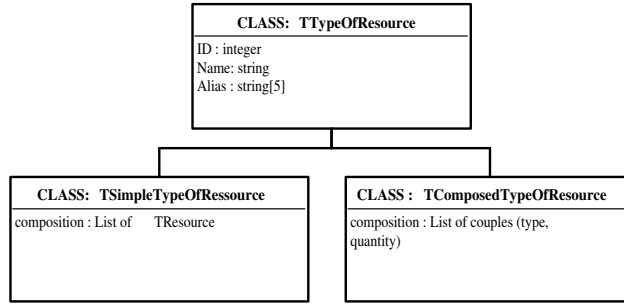 CLASS: TTypeOfResource
ID : integer
Name: string
Alias : string[5]
CLASS: TSimpleTypeOfRessource
composition : List of TResource
CLASS : TComposedTypeOfResource
composition : List of couples (type,
quantity)